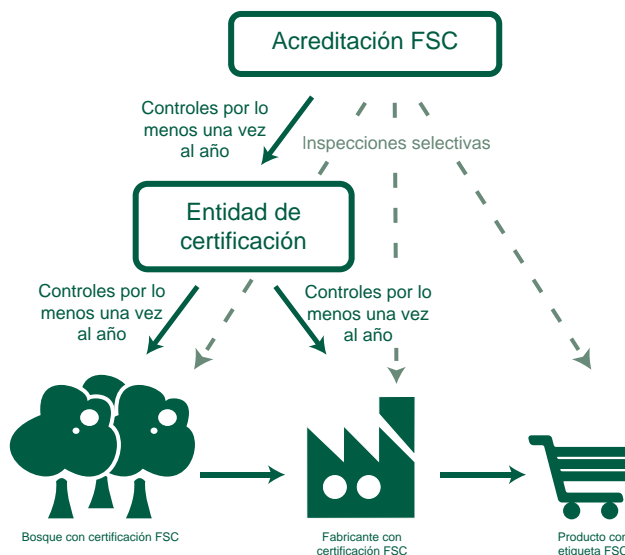 Acreditación FSC
Controles por lo
menos una vez
al año
Inspecciones selectivas
Entidad de
certificación
Controles por lo
menos una vez
al año
Controles por lo
menos una vez
al año
Bosque con certificación FSC
Fabricante con
certificación FSC
Producto con
etiqueta FSC